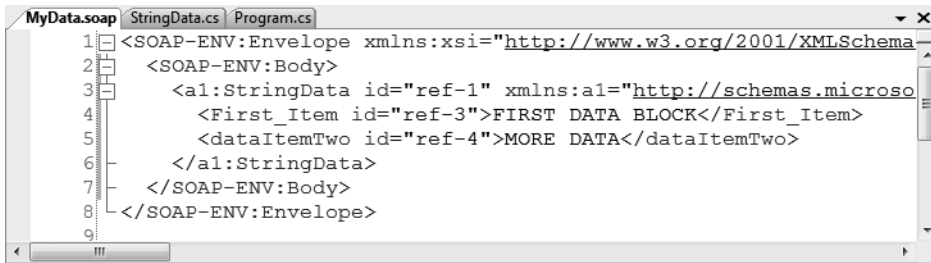 MyData.soap StringData.cs Program.cs
1 <SOAP-ENV:Envelope xmlns:xsi="http://www.w3.org/2001/XMLSchema
2 <SOAP-ENV:Body>
3 <a1:StringData id="ref-1" xmlns:a1="http://schemas.microso
4 <First_Item id="ref-3">FIRST DATA BLOCK</First_Item>
5 <dataItemTwo id="ref-4">MORE DATA</dataItemTwo>
6 </a1:StringData>
7 </SOAP-ENV:Body>
8 </SOAP-ENV:Envelope>
9